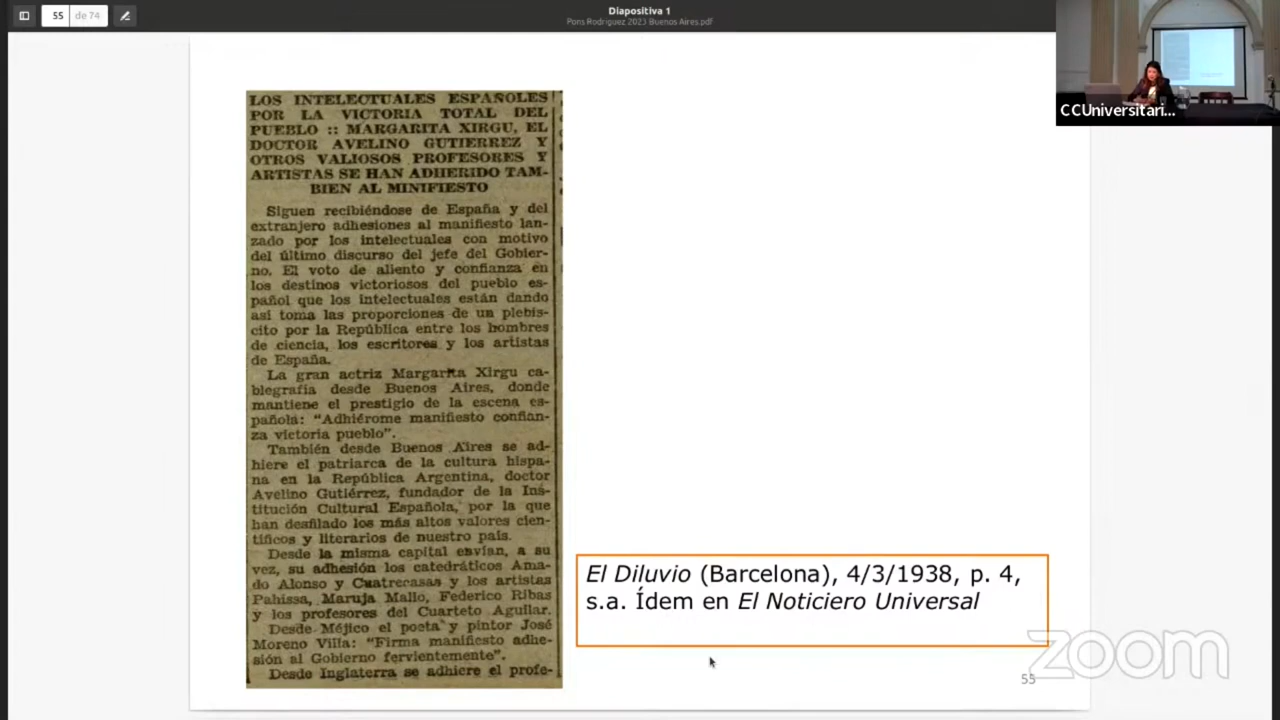 55 de 74
Diapositiva 1
Pons Rodríguez 2023 Buenos Aires.pdf
CCUniversitari...
LOS INTELECTUALES ESPAÑOLES
POR LA VICTORIA TOTAL DEL
PUEBLO :: MARGARITA XIRGU, EL
DOCTOR AVELINO GUTIERREZ Y
OTROS VALIOSOS PROFESORES Y
ARTISTAS SE HAN ADHERIDO TAM-
BIEN AL MINIFIESTO
Siguen recibiéndose de España y del
extranjero adhesiones al manifiesto lan-
zado por los intelectuales con motivo
del último discurso del jefe del Gobier-
no. El voto de aliento y confianza en
los destinos victoriosos del pueblo es-
pañol que los intelectuales están dando
así toma las proporciones de un plebis-
cito por la República entre los hombres
de ciencia, los escritores y los artistas
de España.
La gran actriz Margarita Xirgu ca-
blegrafía desde Buenos Aires, donde
mantiene el prestigio de la escena es-
pañola: “Adhiérome manifiesto confian-
za victoria pueblo”.
También desde Buenos Aires se ad-
hiere el patriarca de la cultura hispa-
na en la República Argentina, doctor
Avelino Gutiérrez, fundador de la Ins-
titución Cultural Española, por la que
han desfilado los más altos valores cien-
tíficos y literarios de nuestro país.
Desde la misma capital envían, a su
vez, su adhesión los catedráticos Ama-
do Alonso y Cuatrecasas y los artistas
Pahissa, Maruja Mallo, Federico Ribas
y los profesores del Cuarteto Aguilar.
Desde Méjico el poeta y pintor José
Moreno Villa: “Firma manifiesto adhe-
sión al Gobierno fervientemente”.
Desde Inglaterra se adhiere el profe-
El Diluvio (Barcelona), 4/3/1938, p. 4,
s.a. Ídem en El Noticiero Universal
zoom
55